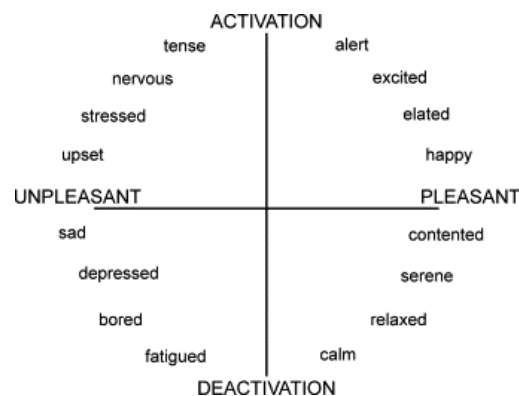 ACTIVATION
tense alert
nervous excited
stressed elated
upset happy
UNPLEASANT PLEASANT
sad contented
depressed serene
bored relaxed
fatigued calm
DEACTIVATION